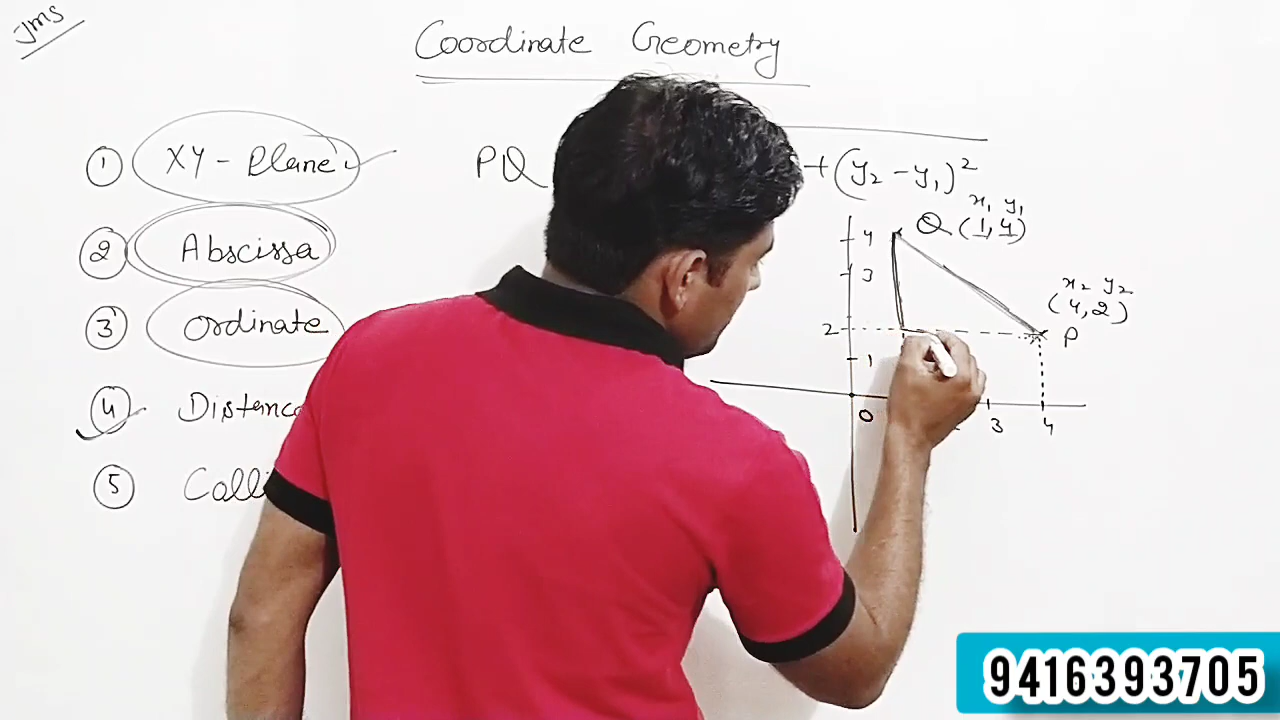 JMS
Coordinate Geometry
① XY - Plane
② Abscissa
③ Ordinate
④ Distance
⑤
PQ + (y₂ - y₁)²
x₁ y₁
Q (1,4)
x₂ y₂
(4,2)
P
4
3
2
1
0 3 4
9416393705